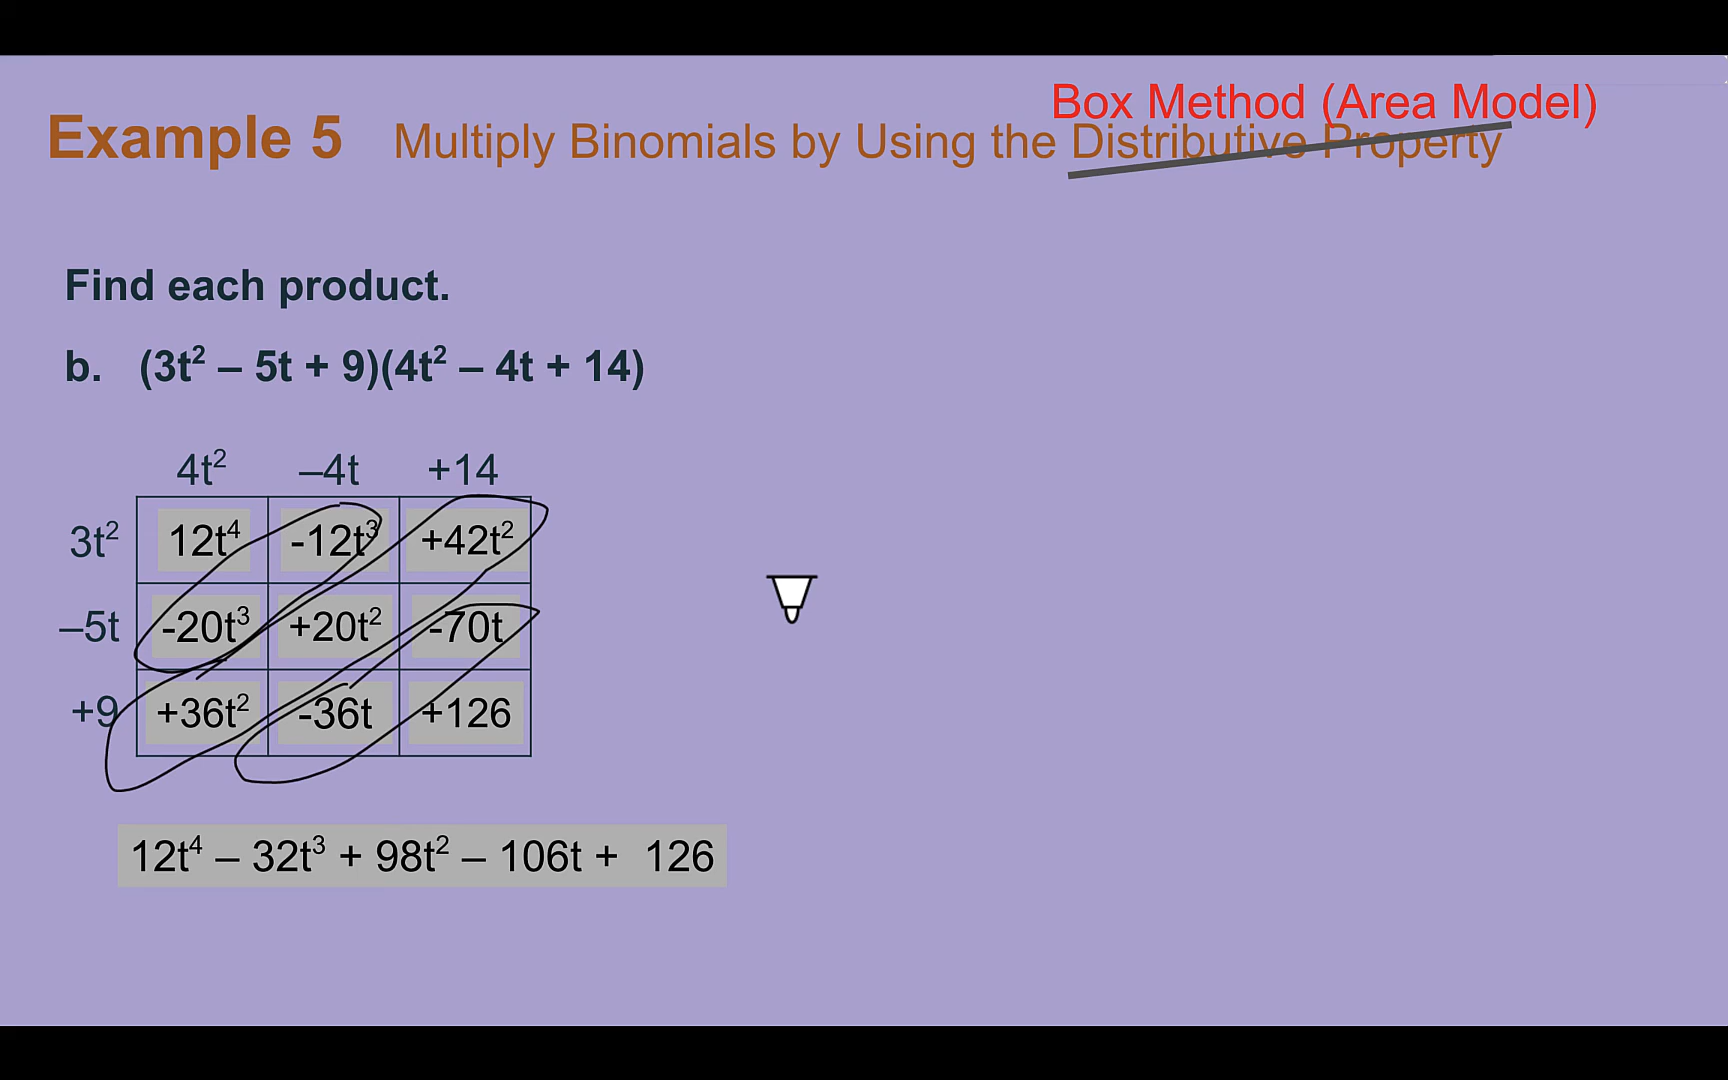 Box Method (Area Model)
Example 5 Multiply Binomials by Using the Distributive Property
Find each product.
b. (3t² – 5t + 9)(4t² – 4t + 14)
4t² –4t +14
3t² 12t⁴ -12t³ +42t²
–5t -20t³ +20t² -70t
+9 +36t² -36t +126
12t⁴ – 32t³ + 98t² – 106t + 126